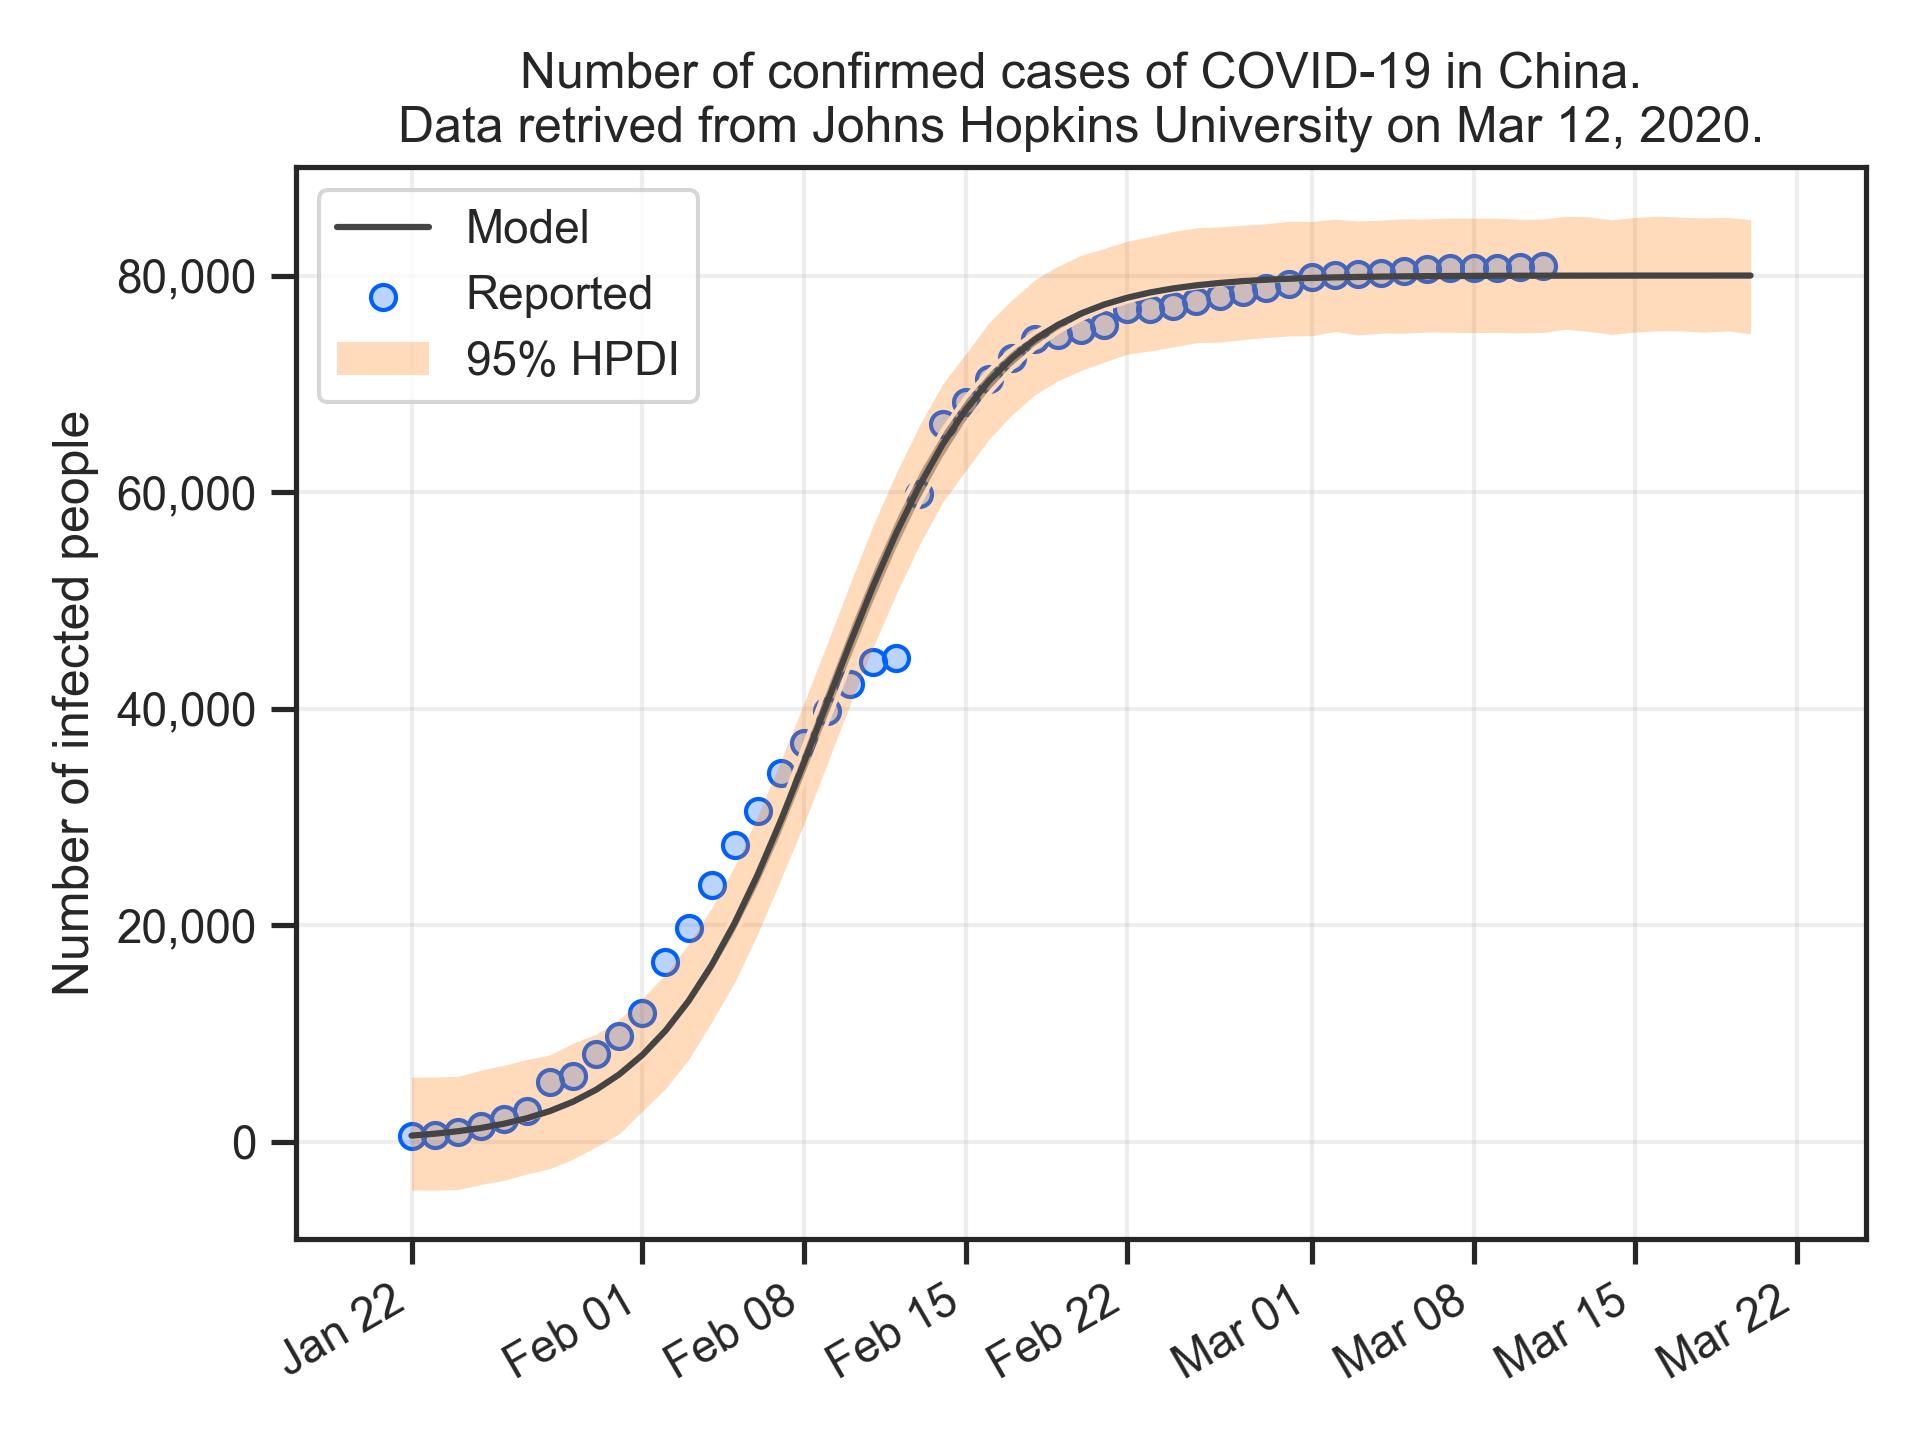 Number of confirmed cases of COVID-19 in China.
Data retrived from Johns Hopkins University on Mar 12, 2020.
Model
Reported
95% HPDI
Number of infected people
80,000
60,000
40,000
20,000
0
Jan 22
Feb 01
Feb 08
Feb 15
Feb 22
Mar 01
Mar 08
Mar 15
Mar 22